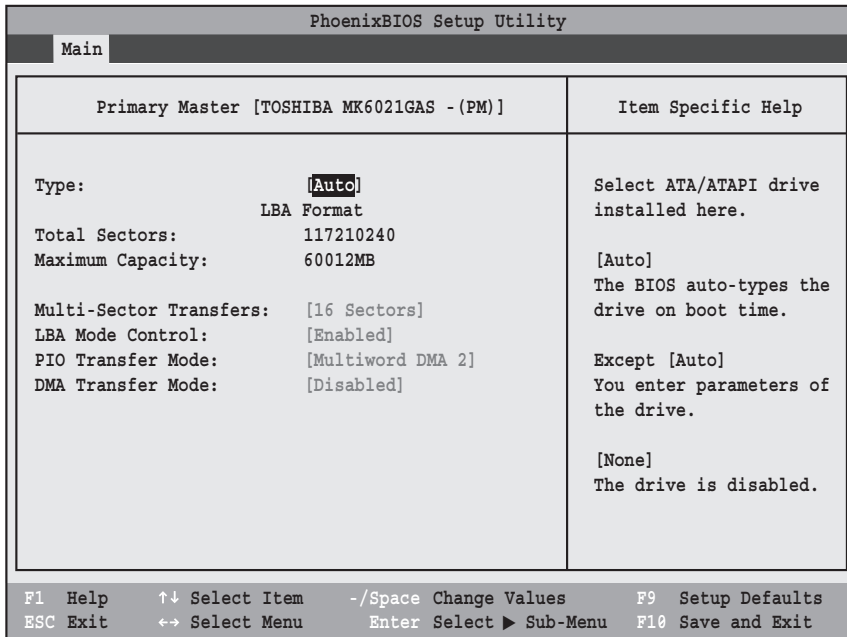 PhoenixBIOS Setup Utility
Main
Primary Master [TOSHIBA MK6021GAS -(PM)]
Item Specific Help
Type: [Auto]
LBA Format
Total Sectors: 117210240
Maximum Capacity: 60012MB
Multi-Sector Transfers: [16 Sectors]
LBA Mode Control: [Enabled]
PIO Transfer Mode: [Multiword DMA 2]
DMA Transfer Mode: [Disabled]
Select ATA/ATAPI drive
installed here.
[Auto]
The BIOS auto-types the
drive on boot time.
Except [Auto]
You enter parameters of
the drive.
[None]
The drive is disabled.
F1 Help ↑↓ Select Item -/Space Change Values F9 Setup Defaults
ESC Exit ←→ Select Menu Enter Select ▶ Sub-Menu F10 Save and Exit